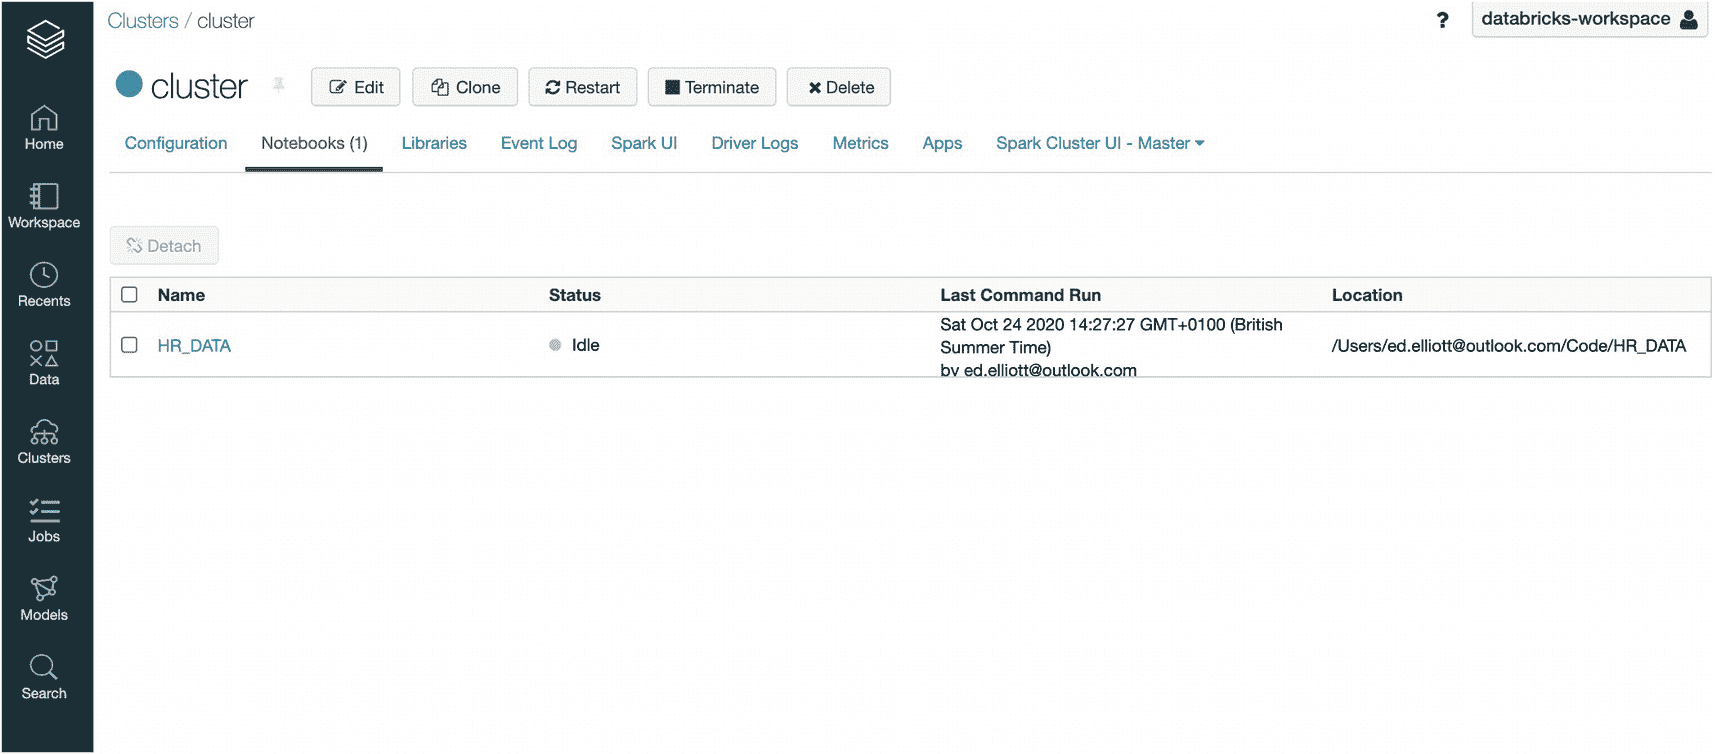 Clusters / cluster
? databricks-workspace
cluster Edit Clone Restart Terminate Delete
Configuration Notebooks (1) Libraries Event Log Spark UI Driver Logs Metrics Apps Spark Cluster UI - Master
Home
Workspace
Recents
Data
Clusters
Jobs
Models
Search
Detach
Name Status Last Command Run Location
HR_DATA Idle Sat Oct 24 2020 14:27:27 GMT+0100 (British
Summer Time)
by ed.elliott@outlook.com
/Users/ed.elliott@outlook.com/Code/HR_DATA